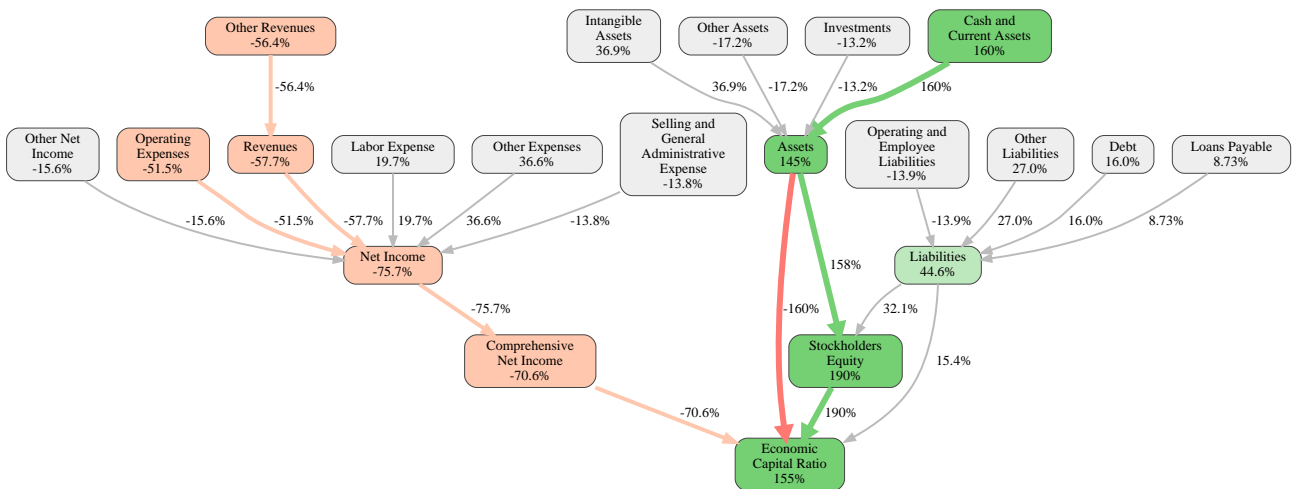 Other Revenues
-56.4%
Intangible
Assets
36.9%
Other Assets
-17.2%
Investments
-13.2%
Cash and
Current Assets
160%
-56.4%
36.9%
-17.2%
-13.2%
160%
Other Net
Income
-15.6%
Operating
Expenses
-51.5%
Revenues
-57.7%
Labor Expense
19.7%
Other Expenses
36.6%
Selling and
General
Administrative
Expense
-13.8%
Assets
145%
Operating and
Employee
Liabilities
-13.9%
Other
Liabilities
27.0%
Debt
16.0%
Loans Payable
8.73%
-15.6%
-51.5%
-57.7%
19.7%
36.6%
-13.8%
-13.9%
27.0%
16.0%
8.73%
Net Income
-75.7%
158%
Liabilities
44.6%
-75.7%
-160%
32.1%
Comprehensive
Net Income
-70.6%
Stockholders
Equity
190%
15.4%
-70.6%
190%
Economic
Capital Ratio
155%